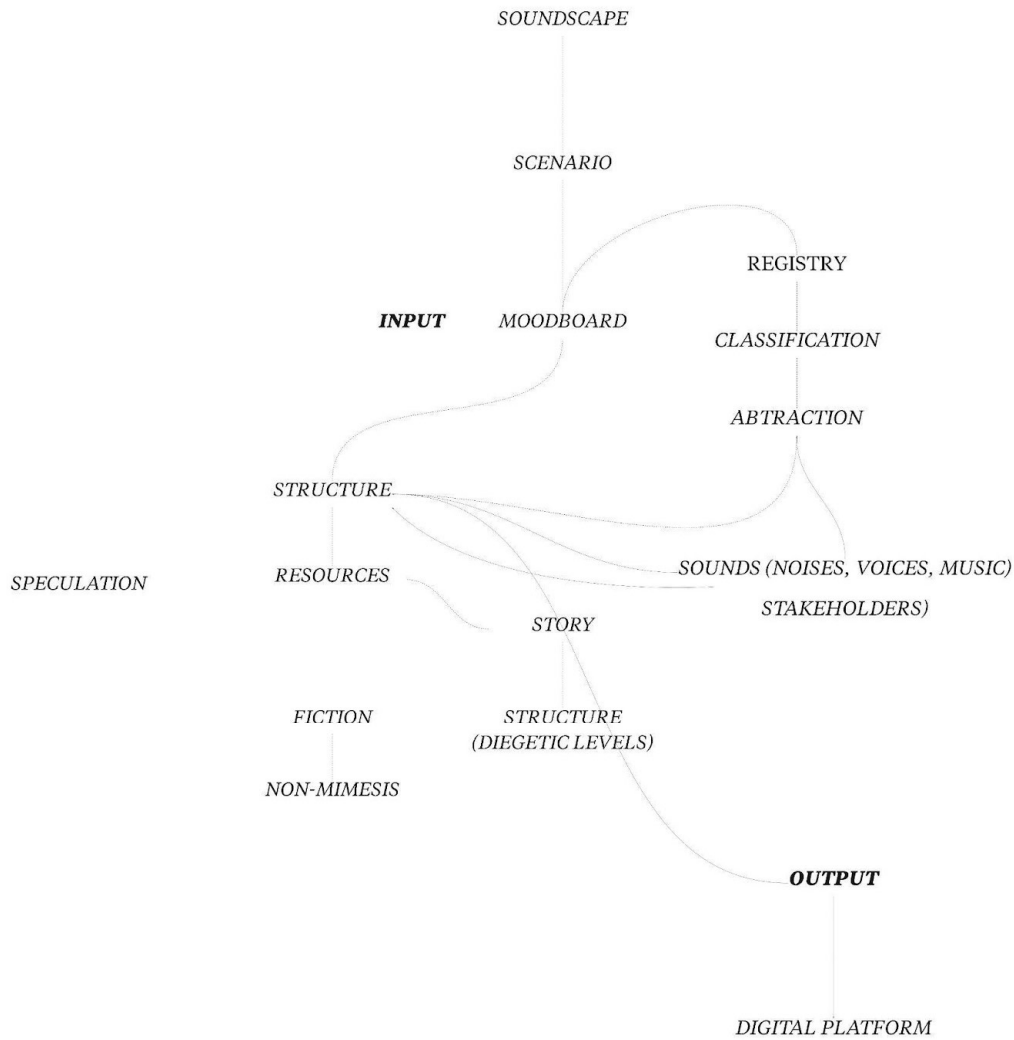 SOUNDSCAPE
SCENARIO
REGISTRY
INPUT
MOODBOARD
CLASSIFICATION
ABTRACTION
STRUCTURE
SOUNDS (NOISES, VOICES, MUSIC)
RESOURCES
SPECULATION
STAKEHOLDERS)
STORY
FICTION
STRUCTURE
(DIEGETIC LEVELS)
NON-MIMESIS
OUTPUT
DIGITAL PLATFORM